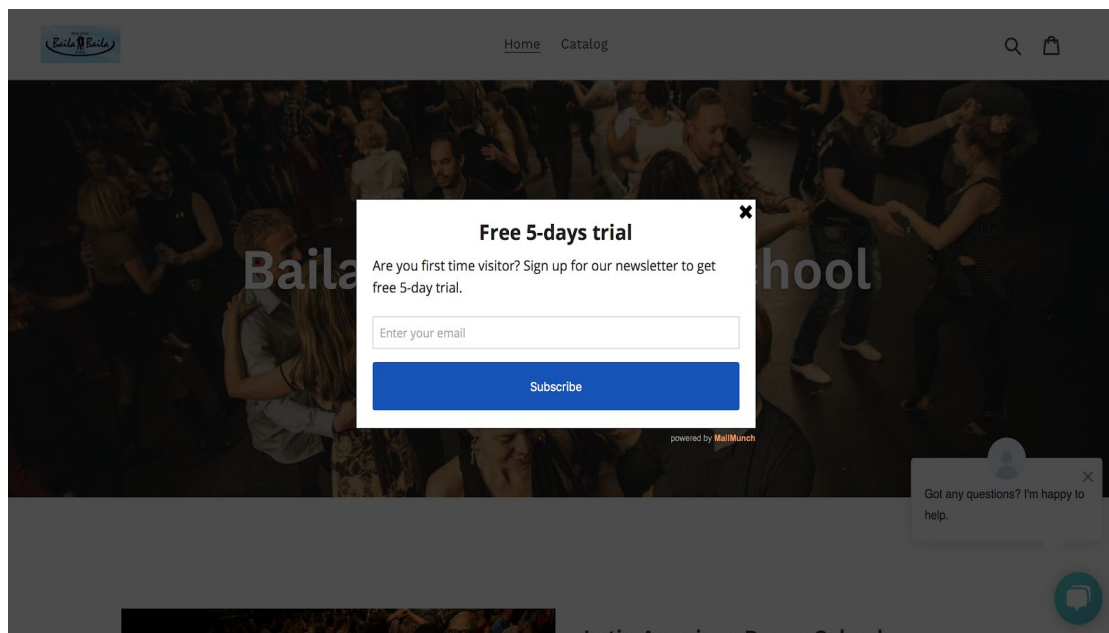 Baila Baila
Home Catalog
Baila
hool
Free 5-days trial
Are you first time visitor? Sign up for our newsletter to get
free 5-day trial.
Enter your email
Subscribe
powered by MailMunch
Got any questions? I'm happy to
help.